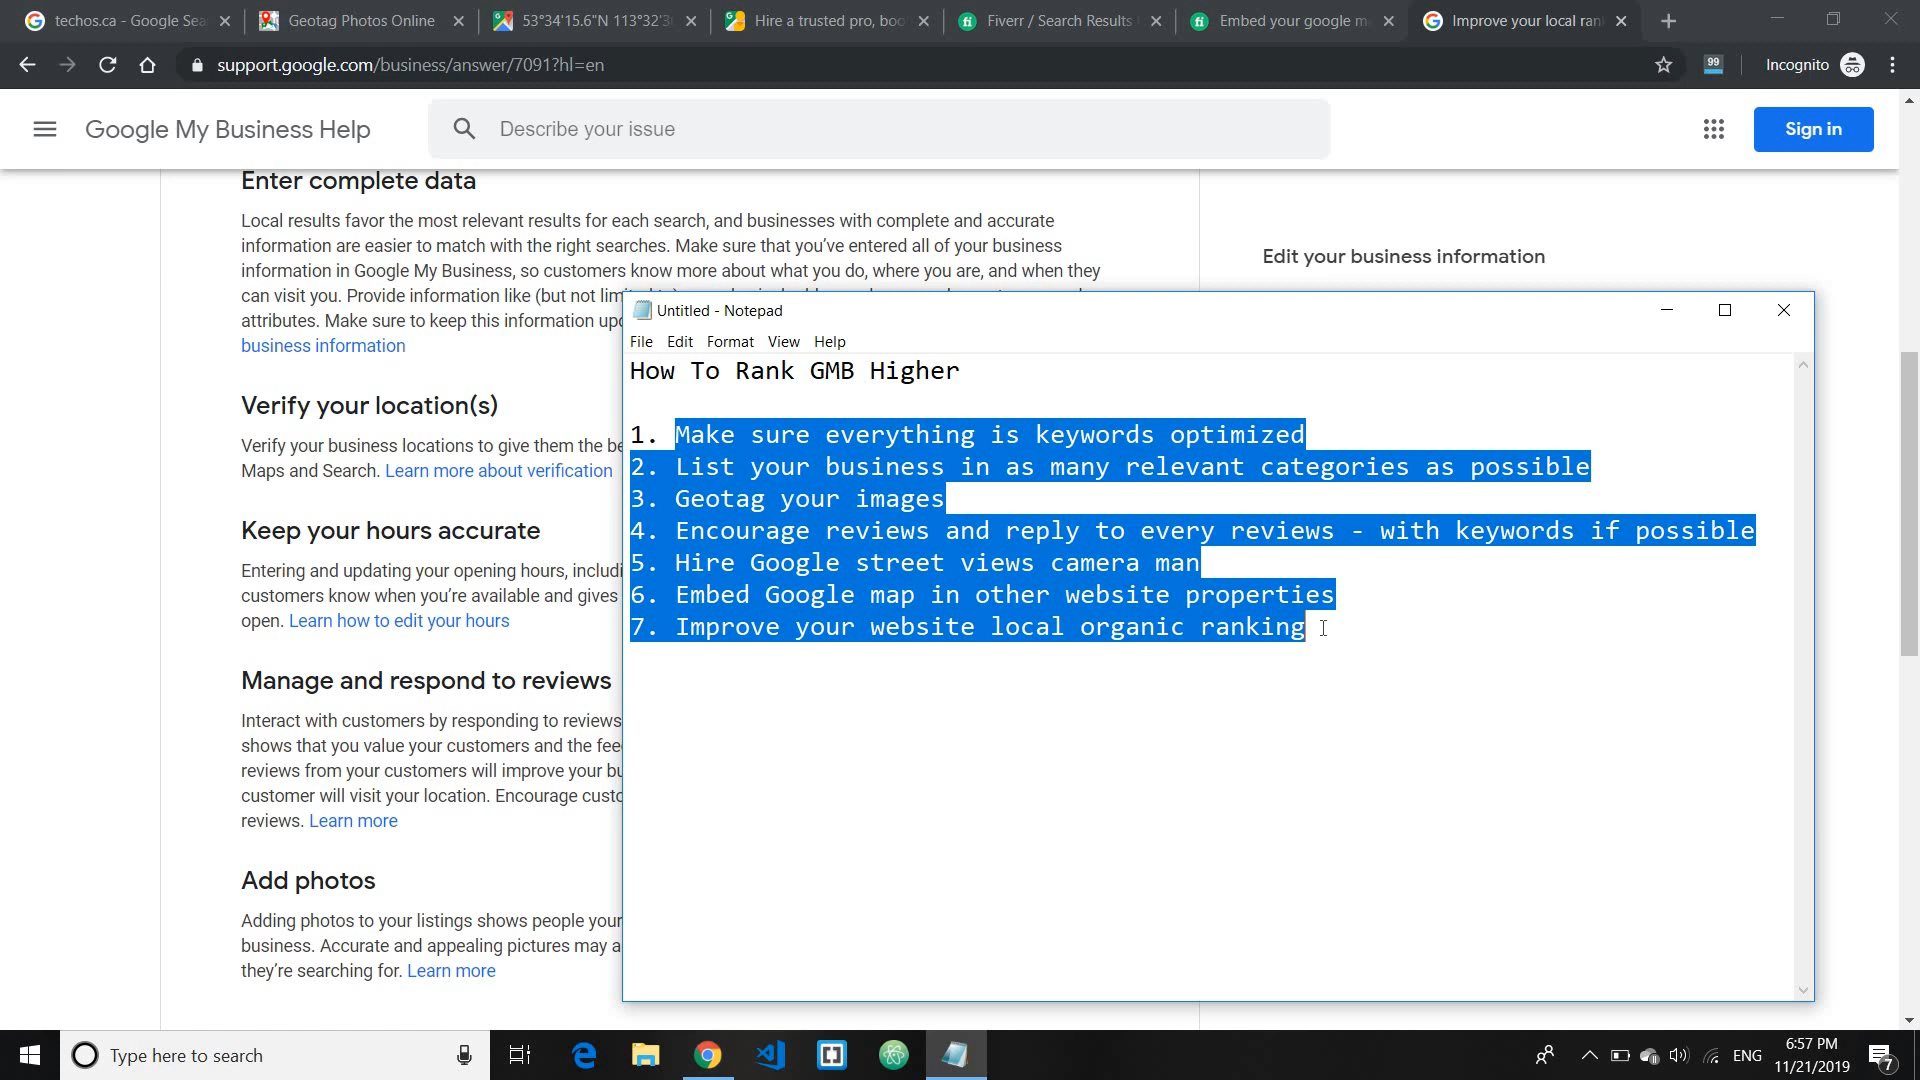 techos.ca - Google Sea
Geotag Photos Online
53°34'15.6"N 113°32'3
Hire a trusted pro, boo
Fiverr / Search Results
Embed your google m
Improve your local ran
support.google.com/business/answer/7091?hl=en
99
Incognito
Google My Business Help
Describe your issue
Sign in
Enter complete data
Local results favor the most relevant results for each search, and businesses with complete and accurate
information are easier to match with the right searches. Make sure that you've entered all of your business
information in Google My Business, so customers know more about what you do, where you are, and when they
can visit you. Provide information like (but not
attributes. Make sure to keep this information
business information
Verify your location(s)
Verify your business locations to give them the be
Maps and Search. Learn more about verification
Keep your hours accurate
Entering and updating your opening hours, includi
customers know when you're available and gives
open. Learn how to edit your hours
Manage and respond to reviews
Interact with customers by responding to reviews
shows that you value your customers and the fee
reviews from your customers will improve your bu
customer will visit your location. Encourage custo
reviews. Learn more
Add photos
Adding photos to your listings shows people your
business. Accurate and appealing pictures may a
they're searching for. Learn more
Edit your business information
Untitled - Notepad
File Edit Format View Help
How To Rank GMB Higher
1. Make sure everything is keywords optimized
2. List your business in as many relevant categories as possible
3. Geotag your images
4. Encourage reviews and reply to every reviews - with keywords if possible
5. Hire Google street views camera man
6. Embed Google map in other website properties
7. Improve your website local organic ranking
Type here to search
ENG
6:57 PM
11/21/2019
7